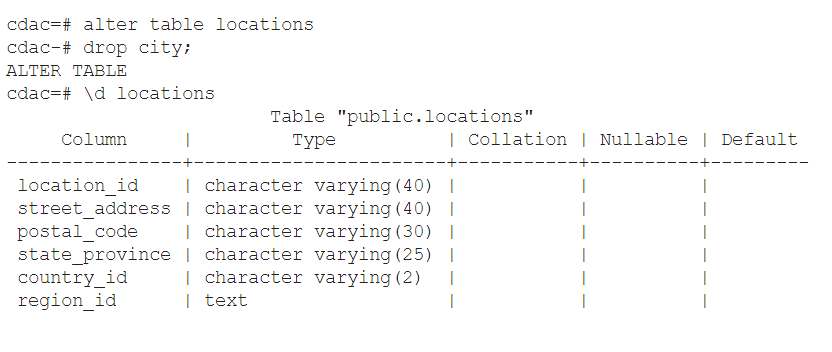 cdac=# alter table locations
cdac-# drop city;
ALTER TABLE
cdac=# \d locations
                        Table "public.locations"
     Column     |          Type          | Collation | Nullable | Default
----------------+------------------------+-----------+----------+---------
 location_id    | character varying(40) |           |          |
 street_address | character varying(40) |           |          |
 postal_code    | character varying(30) |           |          |
 state_province | character varying(25) |           |          |
 country_id     | character varying(2)  |           |          |
 region_id      | text                  |           |          |